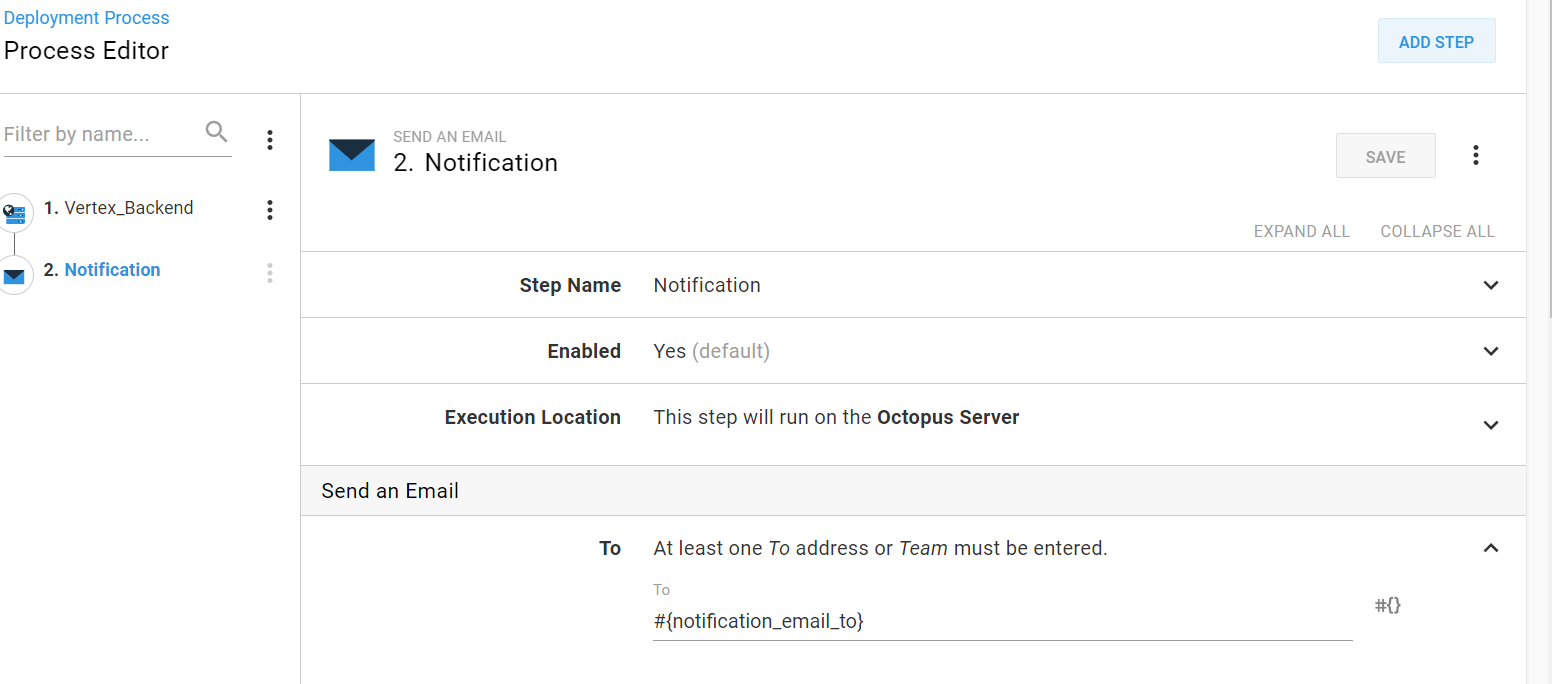 Deployment Process
Process Editor
ADD STEP
Filter by name...
1. Vertex_Backend
2. Notification
SEND AN EMAIL
2. Notification
SAVE
EXPAND ALL COLLAPSE ALL
Step Name Notification
Enabled Yes (default)
Execution Location This step will run on the Octopus Server
Send an Email
To At least one To address or Team must be entered.
To
#{notification_email_to}
#{}